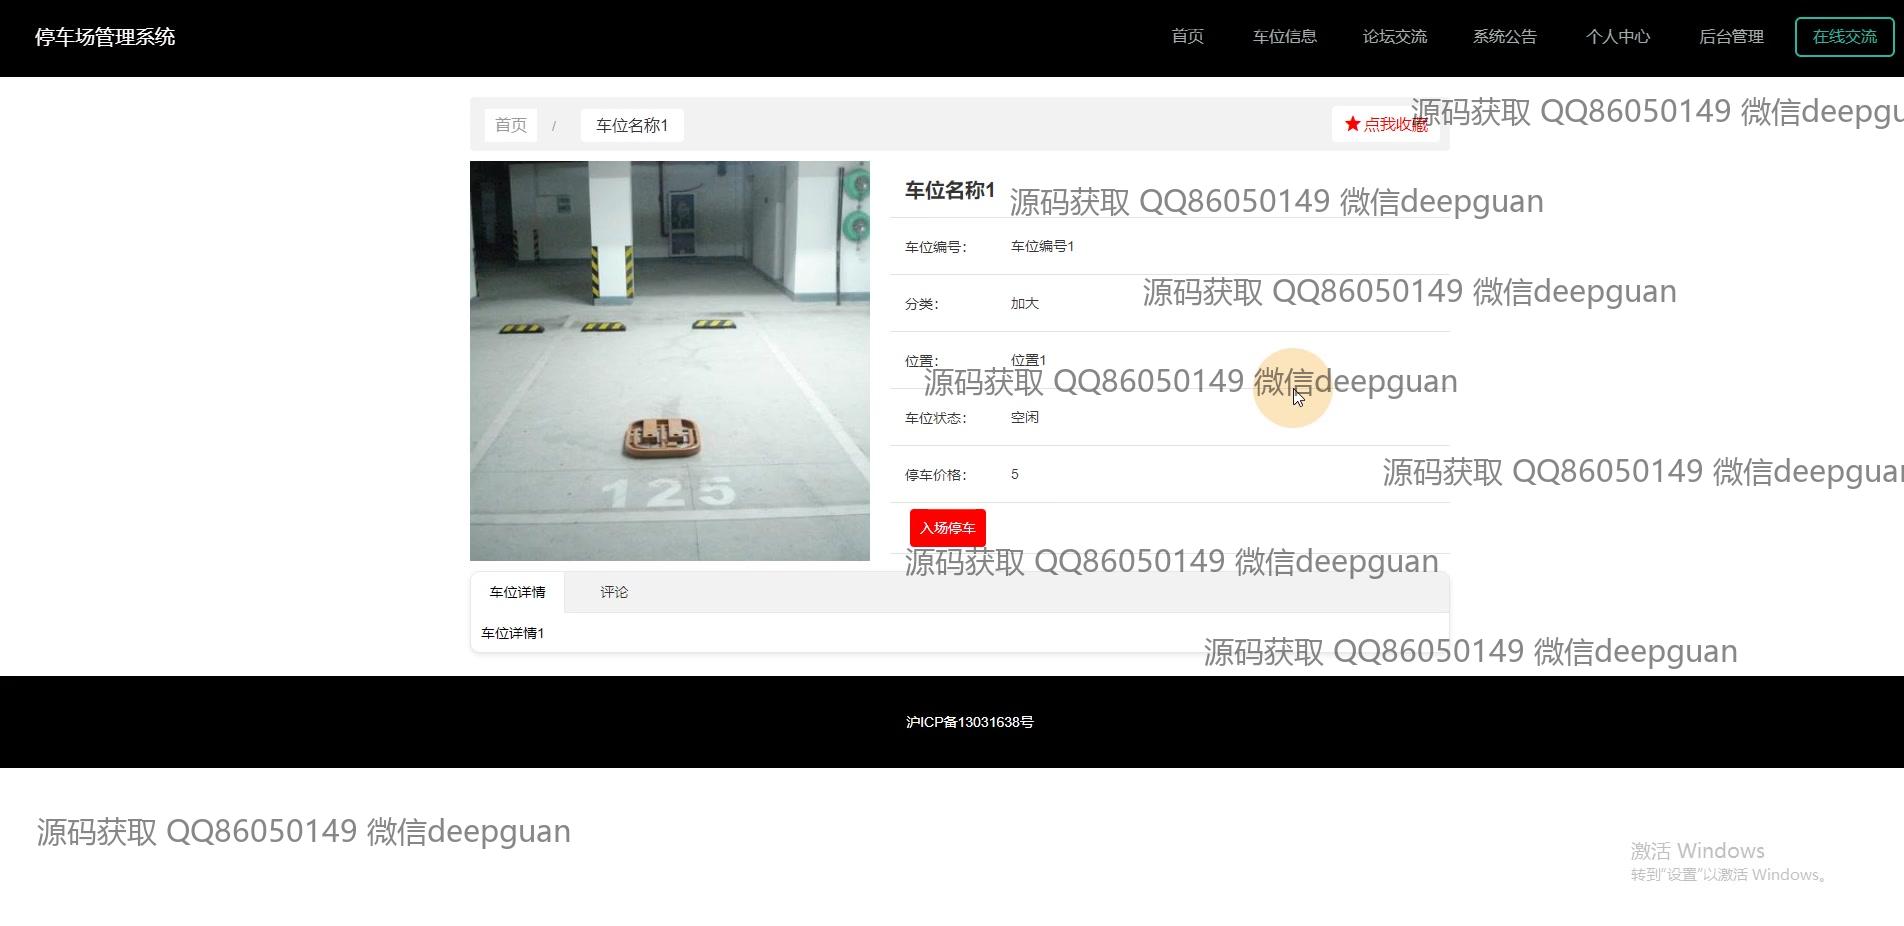 停车场管理系统
首页
车位信息
论坛交流
系统公告
个人中心
后台管理
在线交流
首页 / 车位名称1
★点我收藏
源码获取 QQ86050149 微信deepgu
车位名称1
源码获取 QQ86050149 微信deepguan
车位编号: 车位编号1
分类: 加大
源码获取 QQ86050149 微信deepguan
位置: 位置1
源码获取 QQ86050149 微信deepguan
车位状态: 空闲
停车价格: 5
源码获取 QQ86050149 微信deepguan
125
入场停车
源码获取 QQ86050149 微信deepguan
车位详情
评论
车位详情1
源码获取 QQ86050149 微信deepguan
沪ICP备13031638号
源码获取 QQ86050149 微信deepguan
激活 Windows
转到"设置"以激活 Windows。